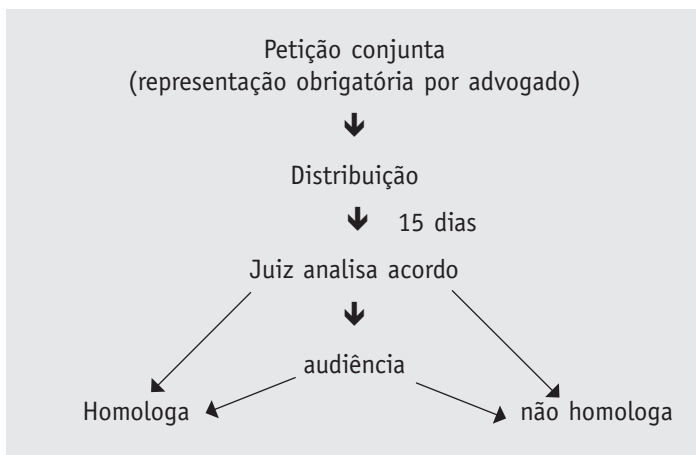 Petição conjunta
(representação obrigatória por advogado)
Distribuição
15 dias
Juiz analisa acordo
audiência
Homologa
não homologa